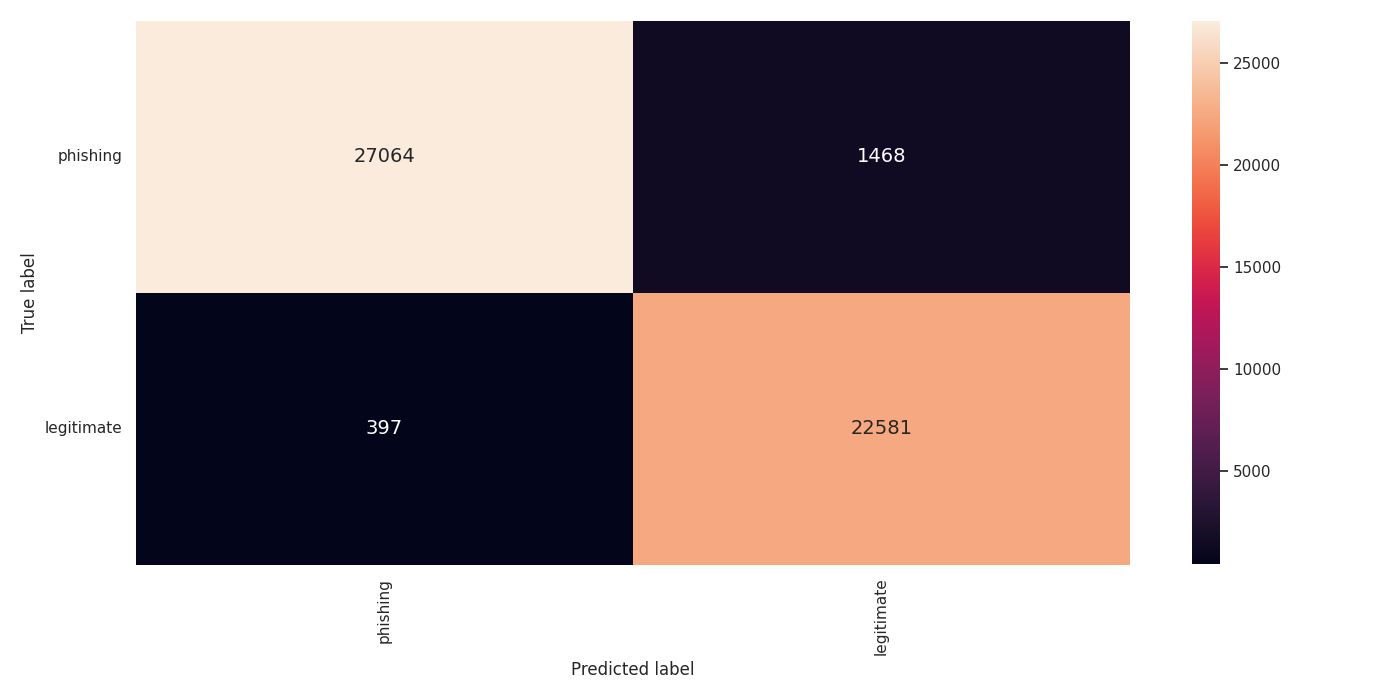 phishing
27064
1468
legitimate
397
22581
True label
phishing
legitimate
Predicted label
25000
20000
15000
10000
5000